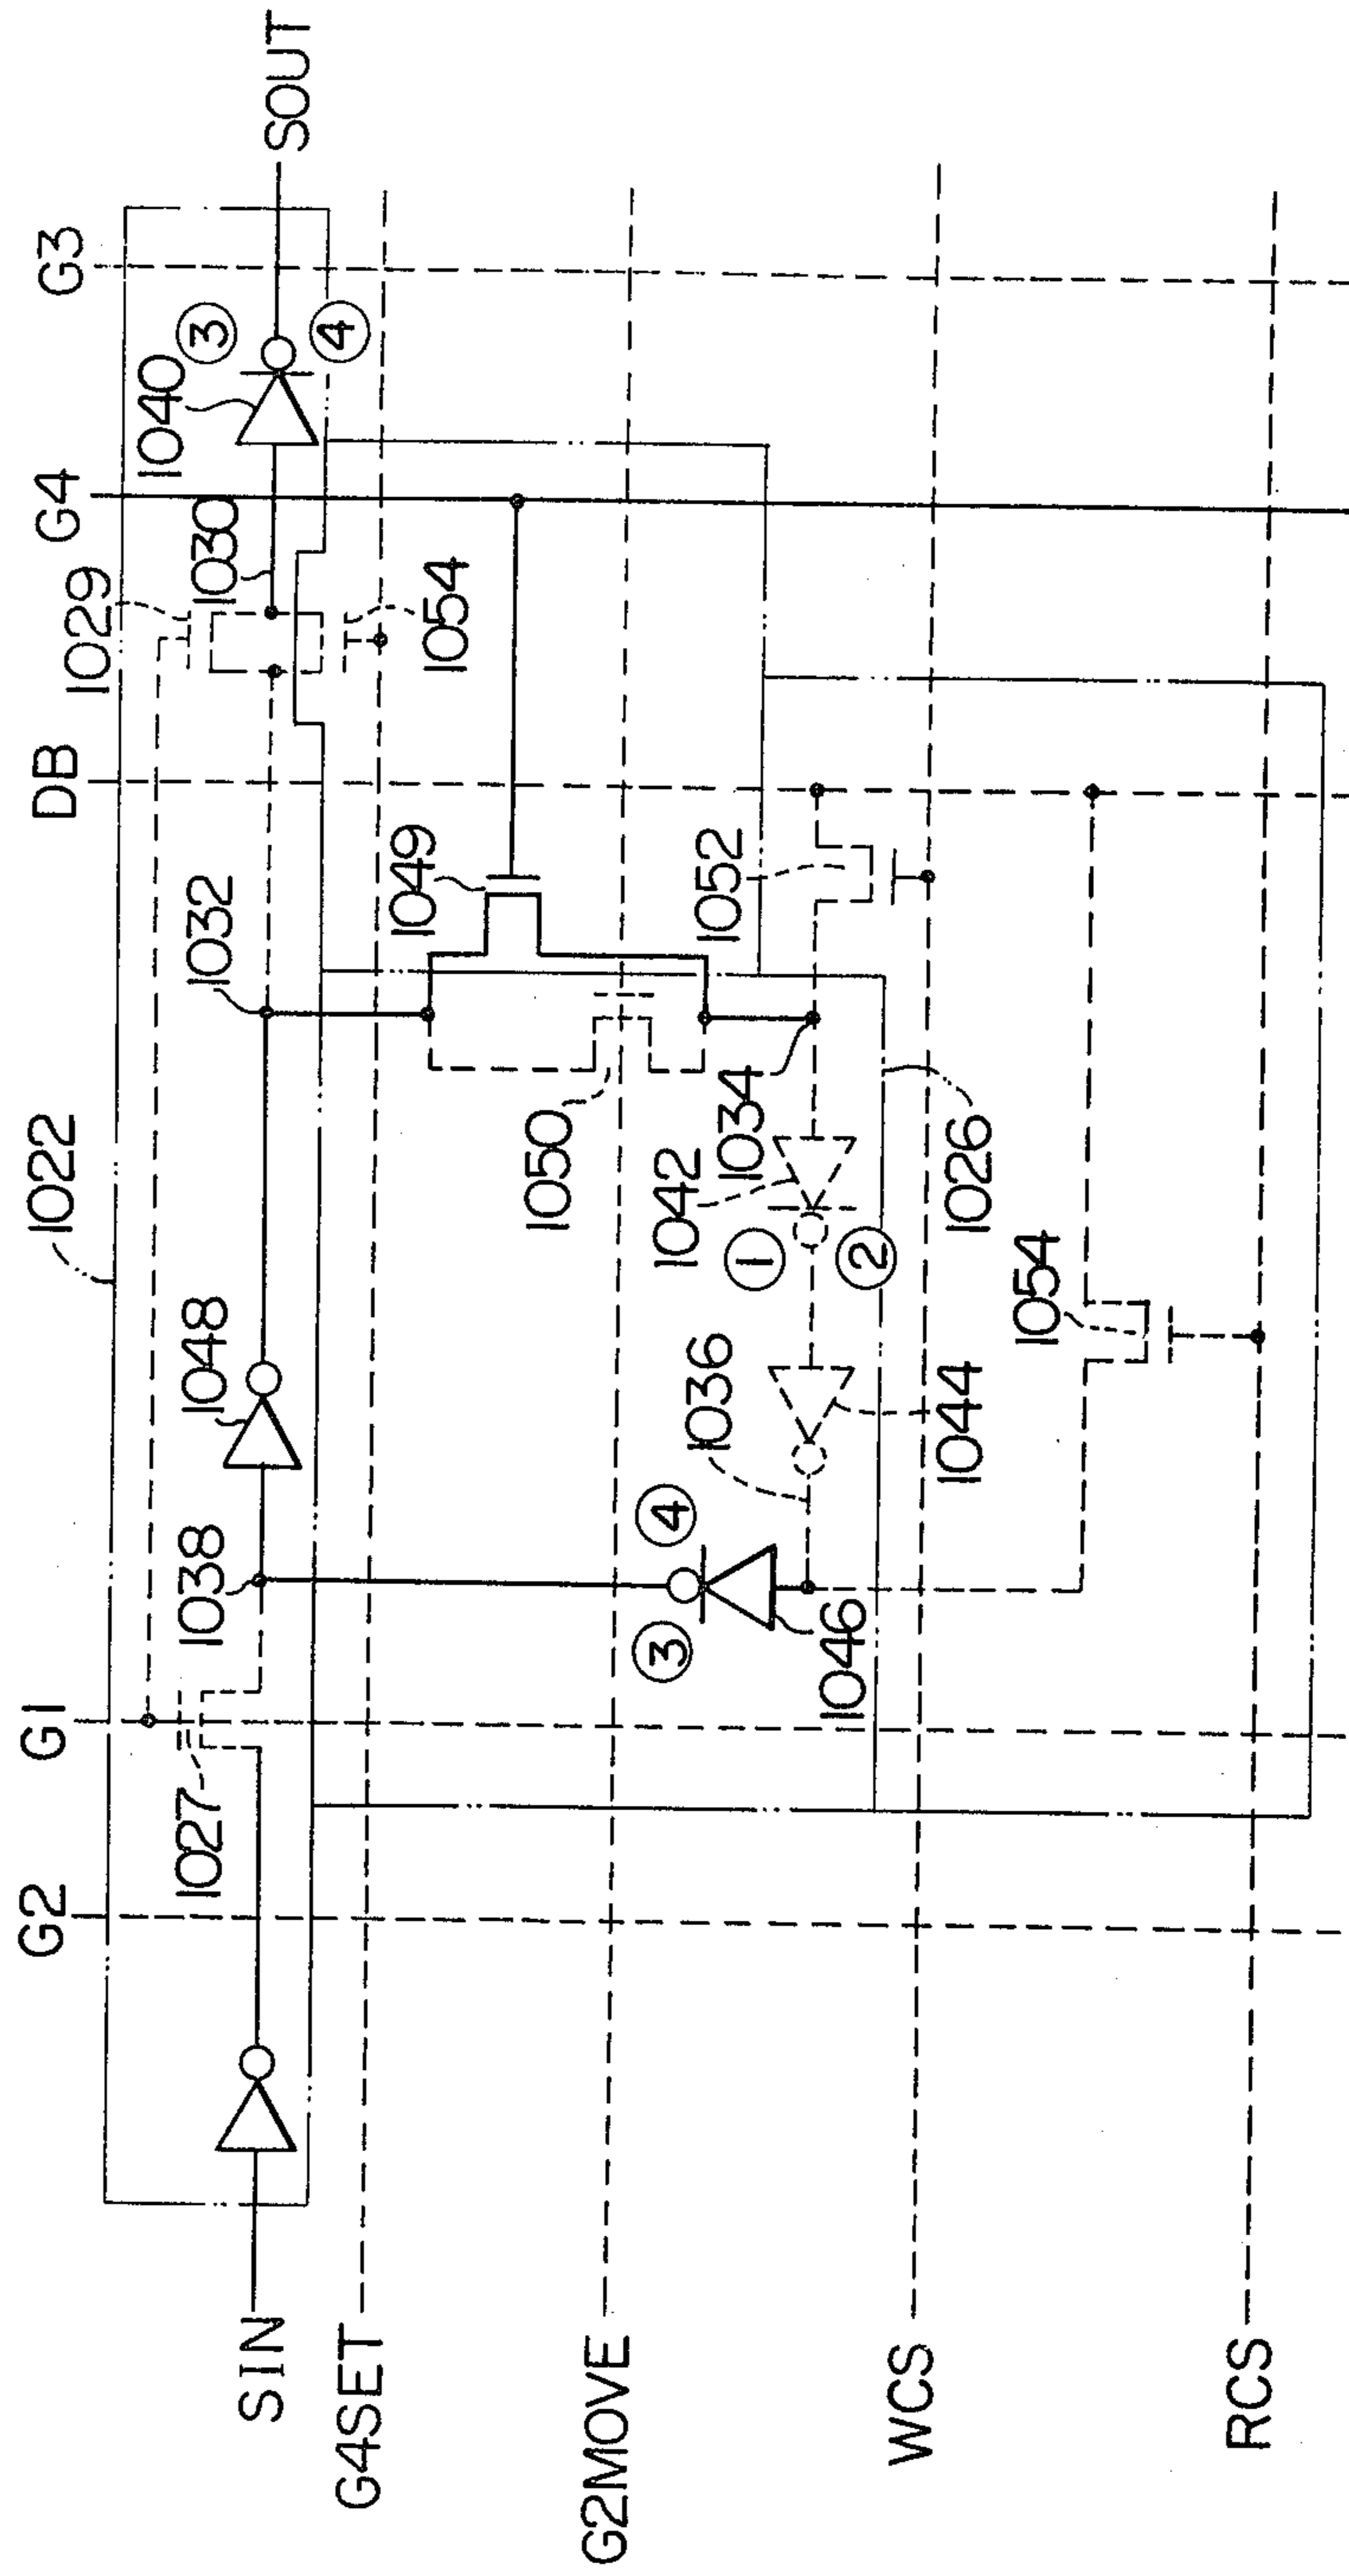 1022
G2
G1
DB
G4
G3
1027
1038
1048
1032
1029
1030
1040
③
④
SIN
SOUT
G4SET
1054
1049
1050
G2MOVE
③
④
1046
1036
1044
①
②
1042
1034
1052
1026
WCS
1054
RCS